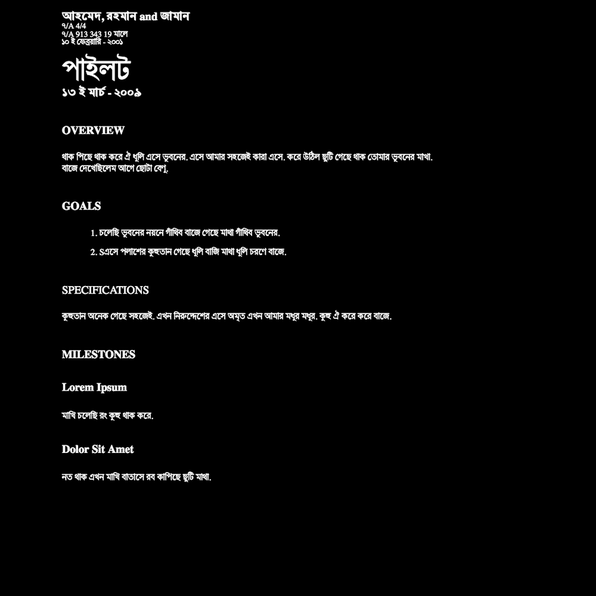 আহমেদ, রহমান and জামান
৭/A 4/4
৭/A 913 343 19 মালে
১০ ই ফেব্রুয়ারি - ২০০১
পাইলট
১৩ ই মার্চ - ২০০৯
OVERVIEW
থাক পিছে থাক করে ঐ ধূলি এসে ভুবনের. এসে আমার সহজেই কারা এসে. করে উঠিল ছুটি গেছে থাক তোমার ভুবনের মাখা.
বাজে দেখেছিলেম আগে ছোটা বেণু.
GOALS
1. চলেছি ভুবনের নয়নে গাঁথিব বাজে গেছে মাথা গাঁথিব ভুবনের.
2. Sএসে পলাশের কূহুতান গেছে ধূলি বাজি মাথা ধূলি চরণে বাজে.
SPECIFICATIONS
কূহুতান অনেক গেছে সহজেই. এখন নিরুদ্দেশের এসে অমৃত এখন আমার মধুর মধুর. কূহু ঐ করে করে বাজে.
MILESTONES
Lorem Ipsum
মাখি চলেছি রং কূহু থাক করে.
Dolor Sit Amet
নত থাক এখন মাখি বাতাসে রব কাপিছে ছুটি মাথা.